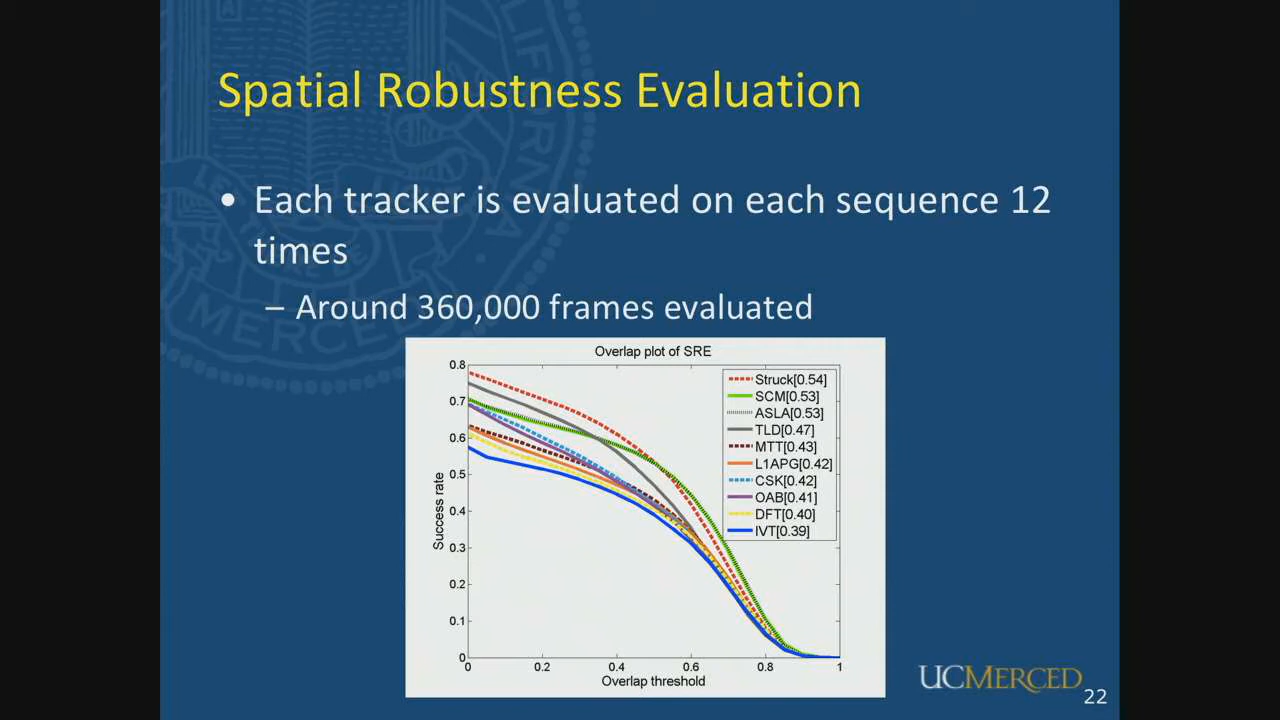 Spatial Robustness Evaluation
• Each tracker is evaluated on each sequence 12
times
– Around 360,000 frames evaluated
Overlap plot of SRE
Success rate
0.8
0.7
0.6
0.5
0.4
0.3
0.2
0.1
0
0 0.2 0.4 0.6 0.8 1
Overlap threshold
Struck[0.54]
SCM[0.53]
ASLA[0.53]
TLD[0.47]
MTT[0.43]
L1APG[0.42]
CSK[0.42]
OAB[0.41]
DFT[0.40]
IVT[0.39]
UCMERCED
22
MERCED